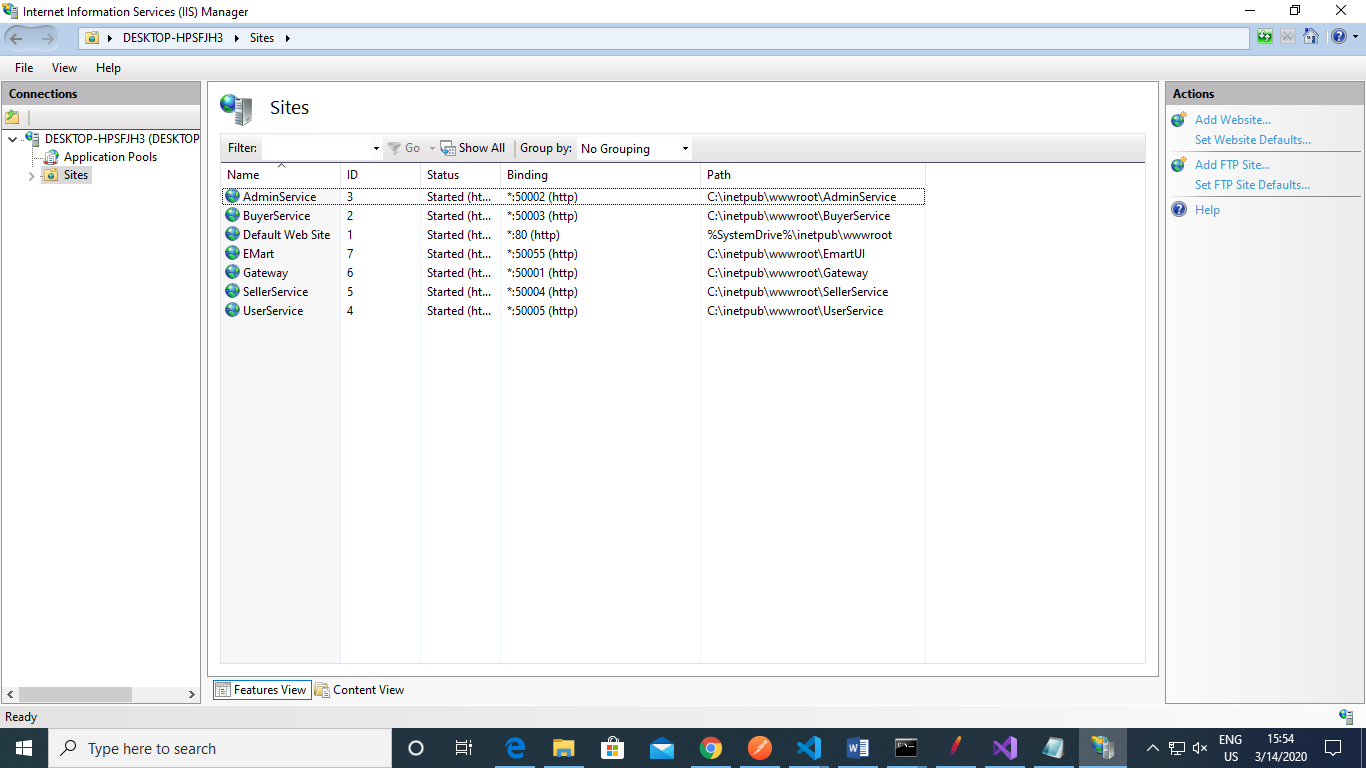 Internet Information Services (IIS) Manager
DESKTOP-HPSFJH3 Sites
File View Help
Connections
DESKTOP-HPSFJH3 (DESKTOP
Application Pools
Sites
Sites
Filter: Go Show All Group by: No Grouping
Name ID Status Binding Path
AdminService 3 Started (ht... *:50002 (http) C:\inetpub\wwwroot\AdminService
BuyerService 2 Started (ht... *:50003 (http) C:\inetpub\wwwroot\BuyerService
Default Web Site 1 Started (ht... *:80 (http) %SystemDrive%\inetpub\wwwroot
EMart 7 Started (ht... *:50055 (http) C:\inetpub\wwwroot\EmartUI
Gateway 6 Started (ht... *:50001 (http) C:\inetpub\wwwroot\Gateway
SellerService 5 Started (ht... *:50004 (http) C:\inetpub\wwwroot\SellerService
UserService 4 Started (ht... *:50005 (http) C:\inetpub\wwwroot\UserService
Features View Content View
Actions
Add Website...
Set Website Defaults...
Add FTP Site...
Set FTP Site Defaults...
Help
Ready
Type here to search
ENG
US
15:54
3/14/2020